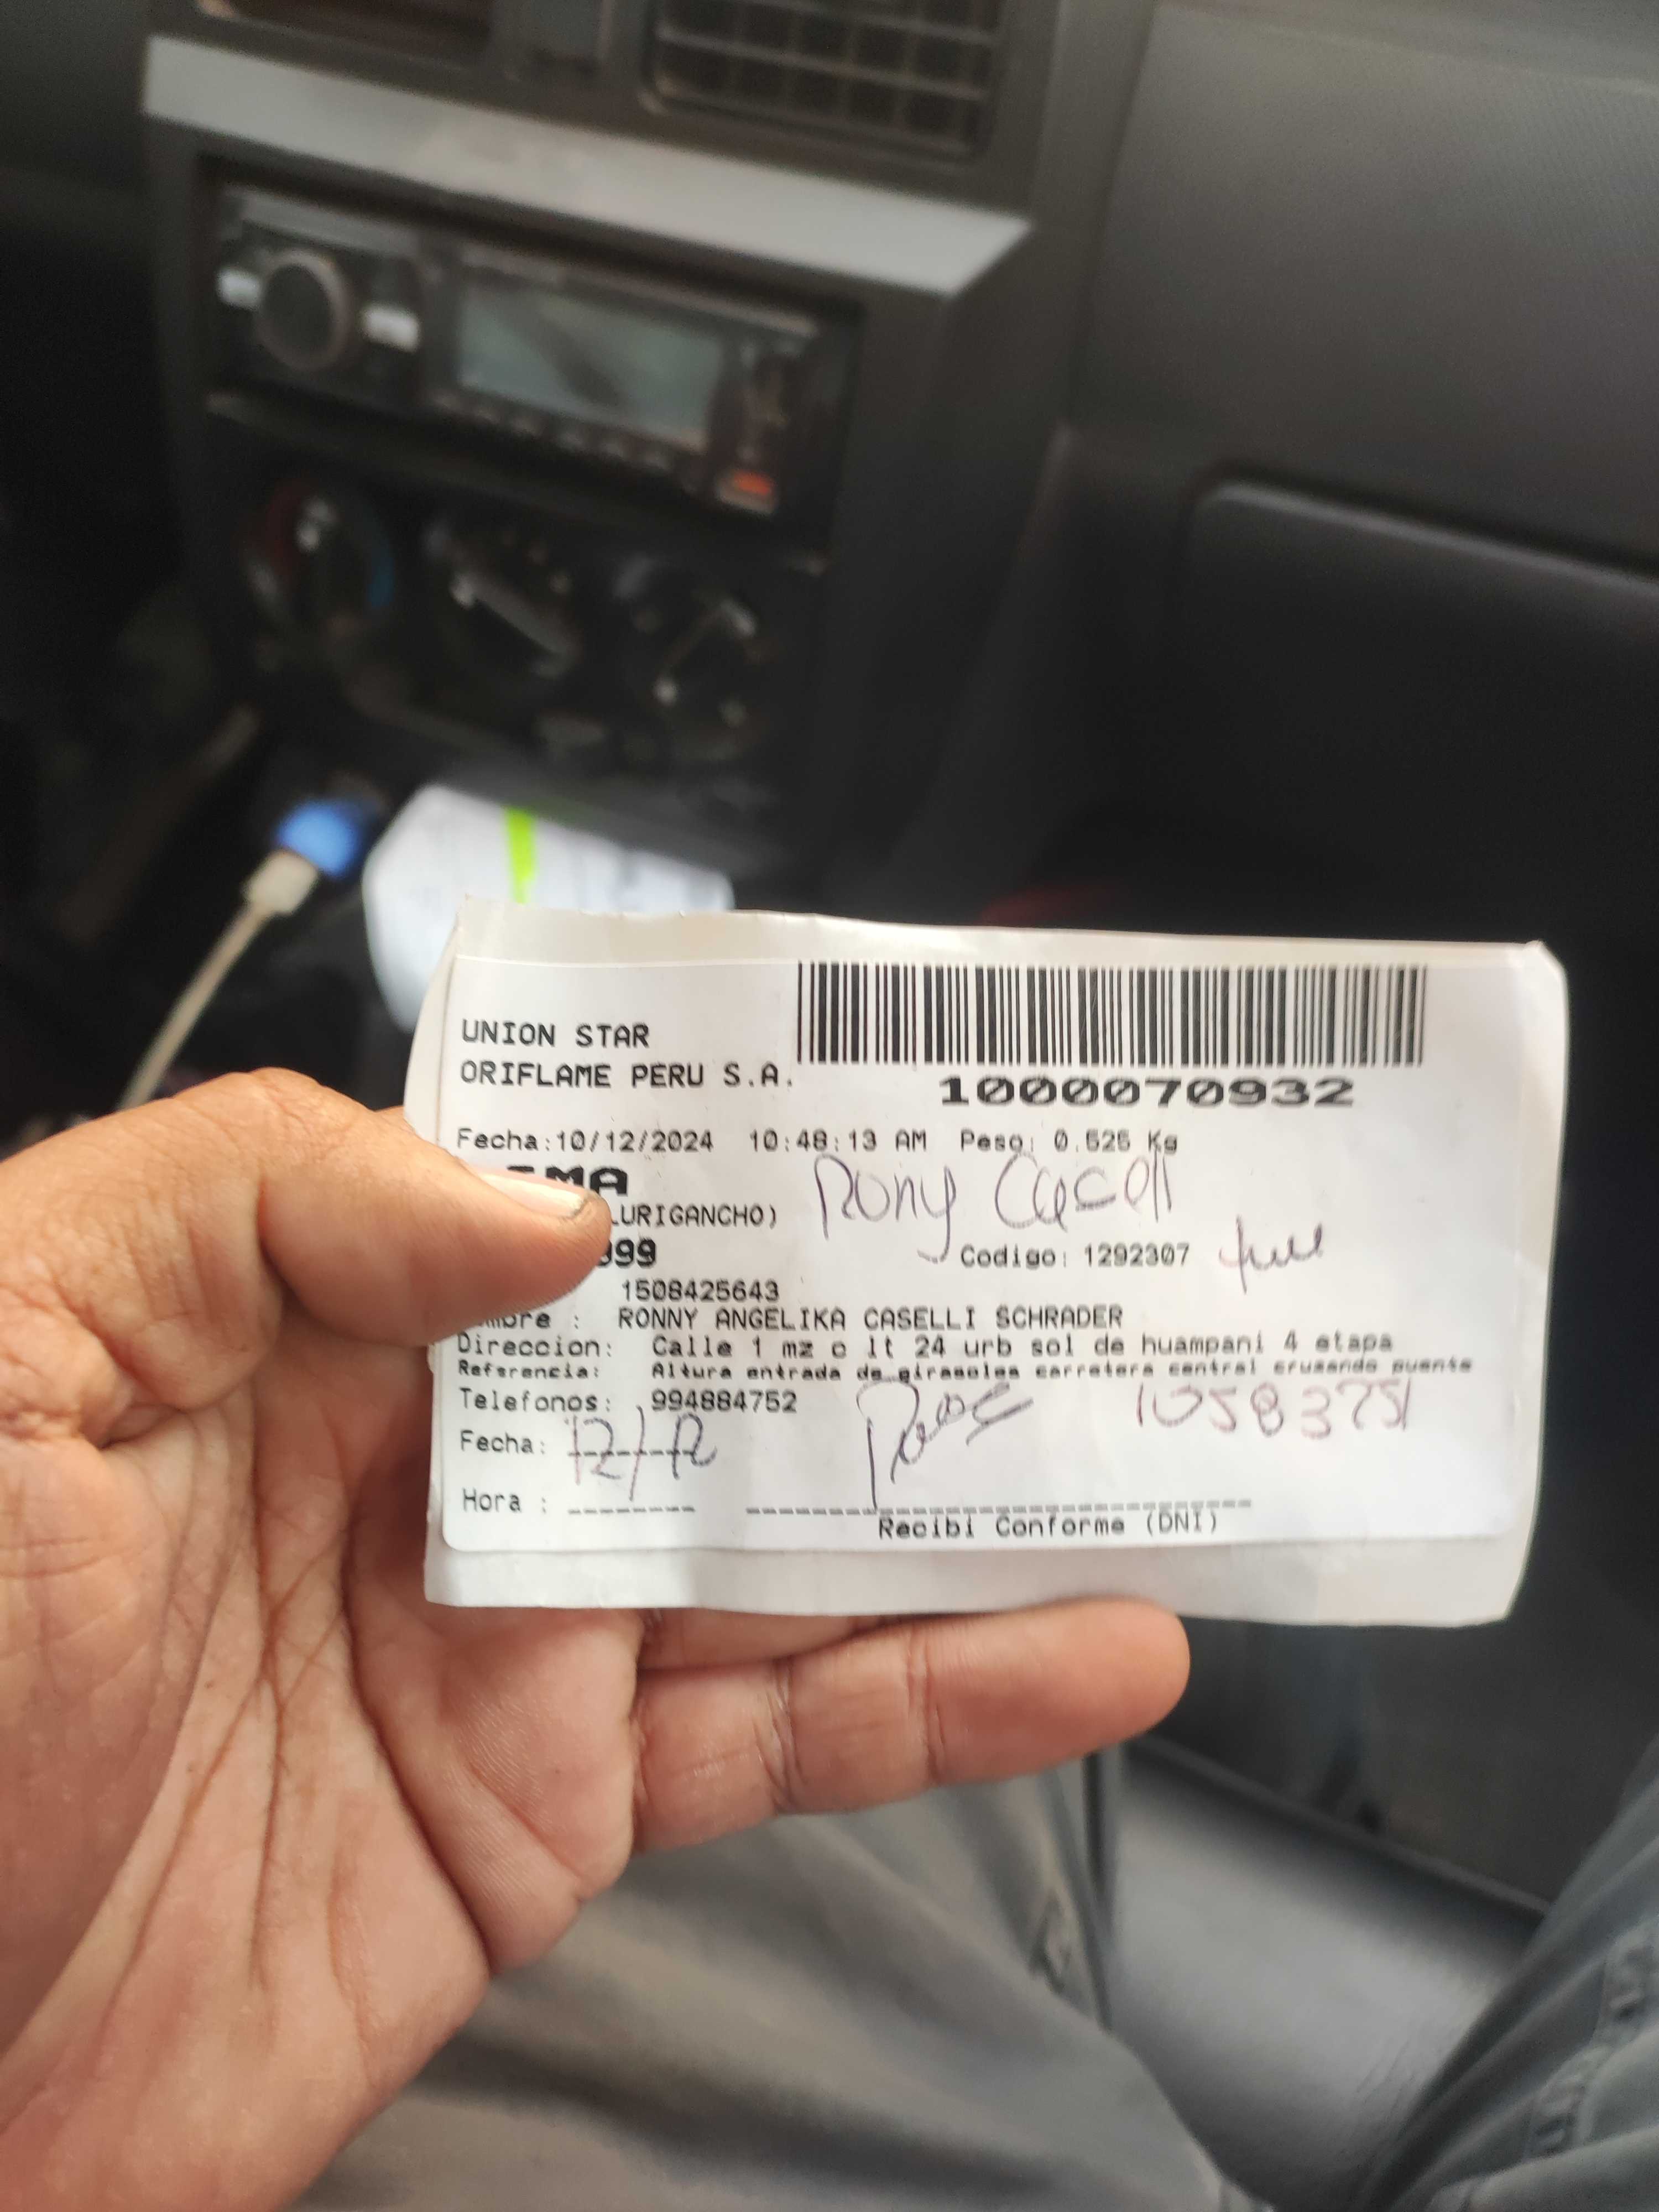 UNION STAR
ORIFLAME PERU S.A.
1000070932
Fecha:10/12/2024 10:48:13 AM Peso: 0.525 Kg
MA
LURIGANCHO)
Rony Caselli
999
Codigo: 1292307
1508425643
mbre : RONNY ANGELIKA CASELLI SCHRADER
Direccion: Calle 1 mz c lt 24 urb sol de huampani 4 etapa
Referencia: Altura entrada de girasoles carretera central cruzando puente
Telefonos: 994884752
10583751
Fecha: 12/12
Hora :
Recibi Conforme (DNI)